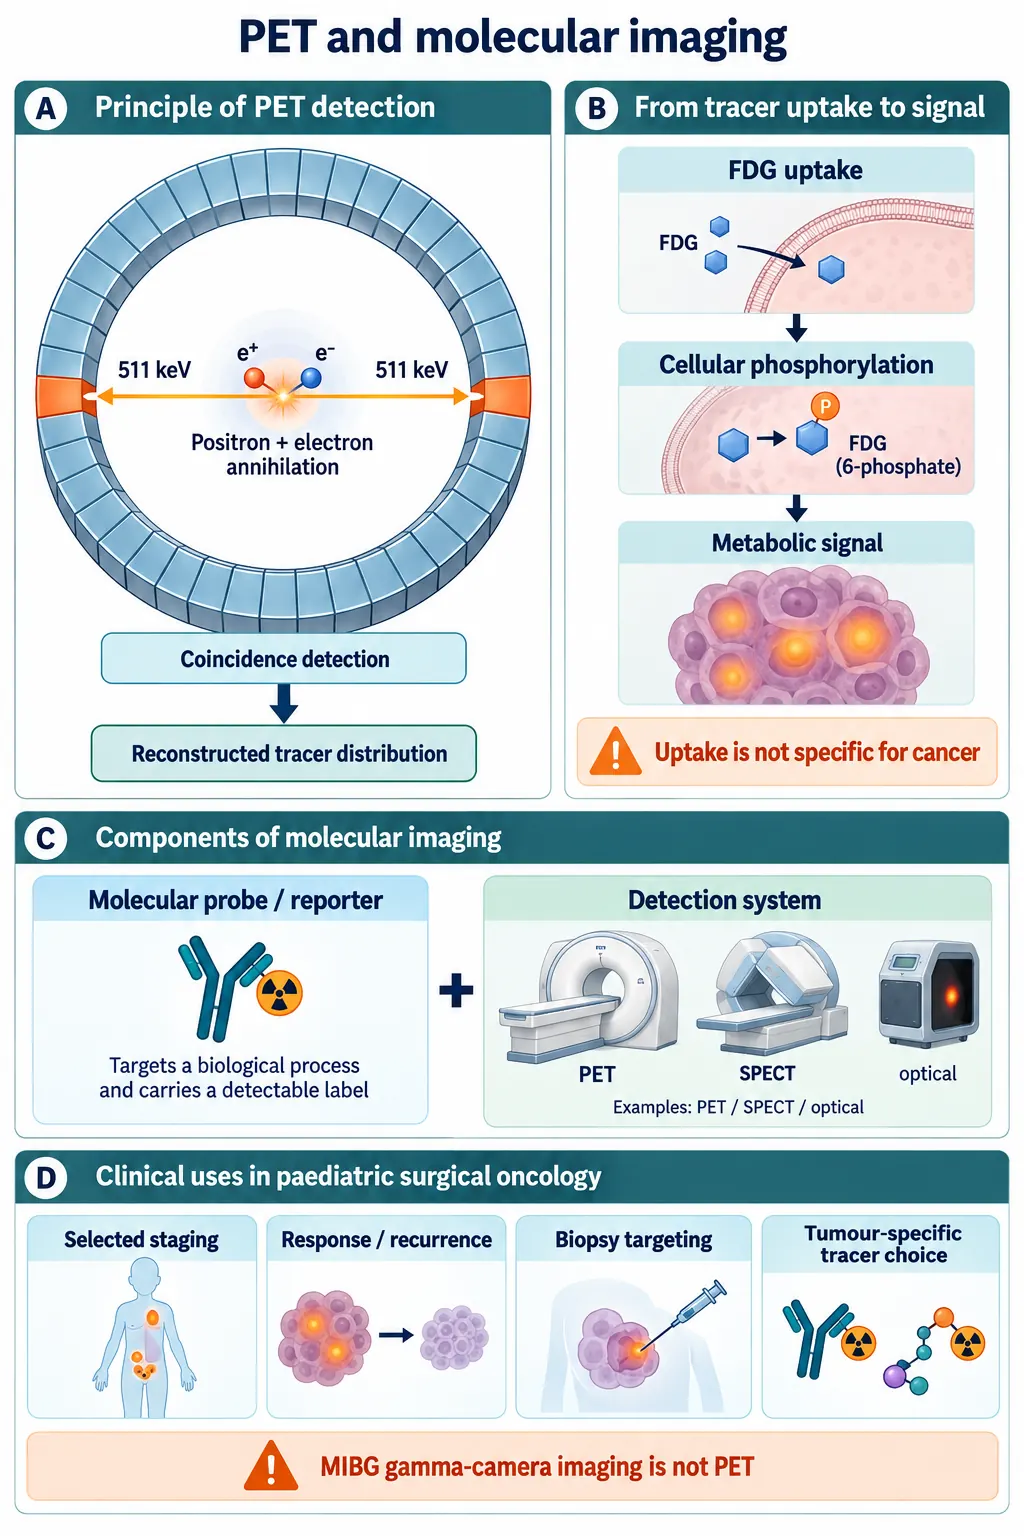 PET and molecular imaging
A Principle of PET detection
511 keV
e⁺
e⁻
511 keV
Positron + electron
annihilation
Coincidence detection
Reconstructed tracer distribution
B From tracer uptake to signal
FDG uptake
FDG
Cellular phosphorylation
P
FDG
(6-phosphate)
Metabolic signal
Uptake is not specific for cancer
C Components of molecular imaging
Molecular probe / reporter
Targets a biological process
and carries a detectable label
+
Detection system
PET
SPECT
optical
Examples: PET / SPECT / optical
D Clinical uses in paediatric surgical oncology
Selected staging
Response / recurrence
Biopsy targeting
Tumour-specific
tracer choice
MIBG gamma-camera imaging is not PET